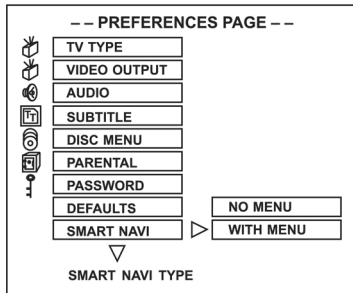 -- PREFERENCES PAGE --
TV TYPE
VIDEO OUTPUT
AUDIO
SUBTITLE
DISC MENU
PARENTAL
PASSWORD
DEFAULTS
NO MENU
SMART NAVI
WITH MENU
SMART NAVI TYPE